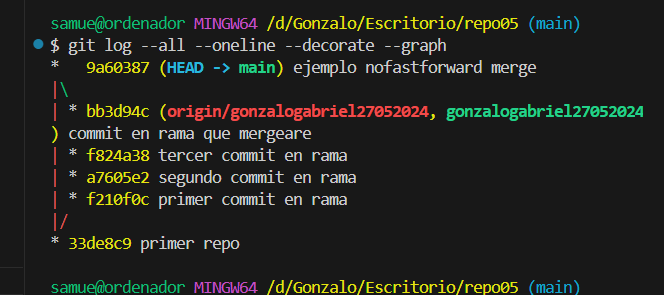 samue@ordenador MINGW64 /d/Gonzalo/Escritorio/repo05 (main)
$ git log --all --oneline --decorate --graph
*   9a60387 (HEAD -> main) ejemplo nofastforward merge
|\
| * bb3d94c (origin/gonzalogabriel27052024, gonzalogabriel27052024
) commit en rama que mergeare
| * f824a38 tercer commit en rama
| * a7605e2 segundo commit en rama
| * f210f0c primer commit en rama
|/
* 33de8c9 primer repo
samue@ordenador MINGW64 /d/Gonzalo/Escritorio/repo05 (main)